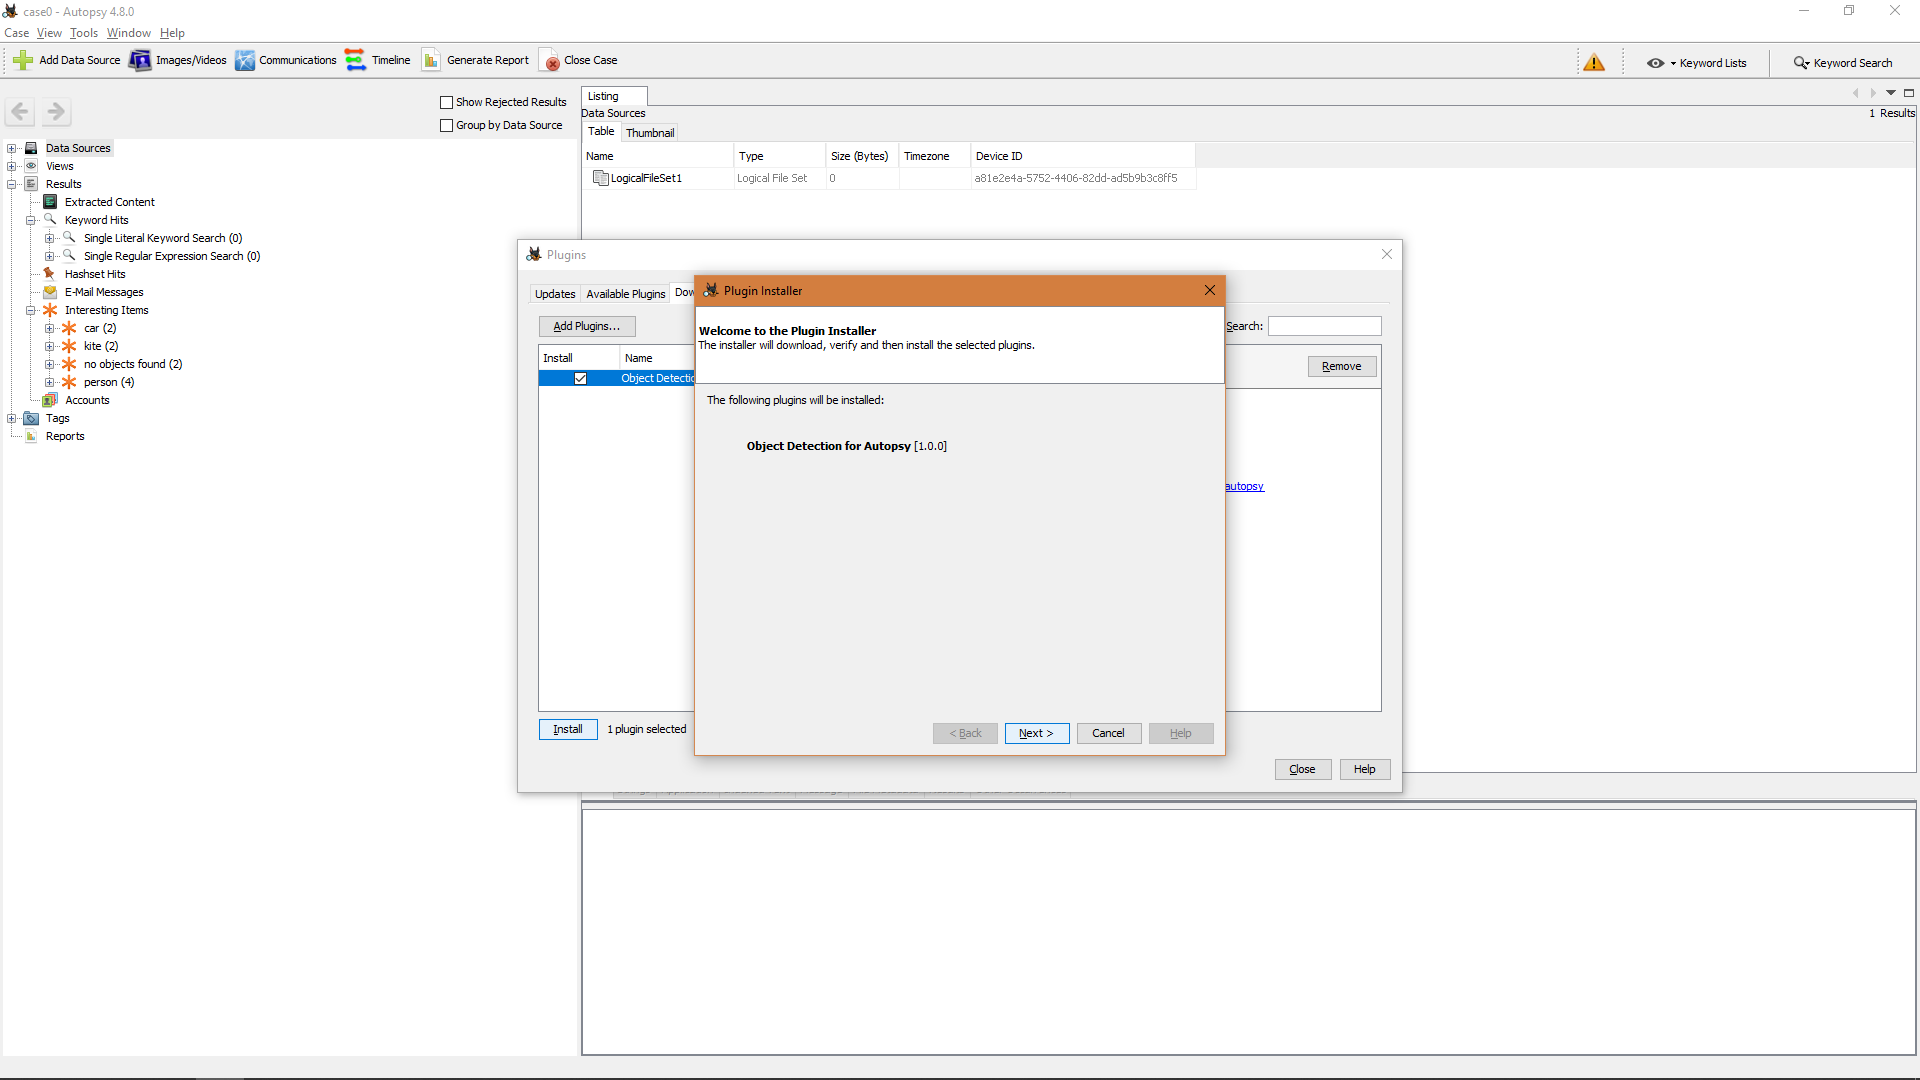 case0 - Autopsy 4.8.0
Case View Tools Window Help
Add Data Source Images/Videos Communications Timeline Generate Report Close Case Keyword Lists Keyword Search
Show Rejected Results
Group by Data Source
Data Sources
Views
Results
Extracted Content
Keyword Hits
Single Literal Keyword Search (0)
Single Regular Expression Search (0)
Hashset Hits
E-Mail Messages
Interesting Items
car (2)
kite (2)
no objects found (2)
person (4)
Accounts
Tags
Reports
Listing
Data Sources
1 Results
Table Thumbnail
Name Type Size (Bytes) Timezone Device ID
LogicalFileSet1 Logical File Set 0 a81e2e4a-5752-4406-82dd-ad5b9b3c8ff5
Plugins
Updates Available Plugins Dow
Add Plugins...
Search:
Install Name
Object Detectio
Remove
autopsy
Install 1 plugin selected
Close Help
Plugin Installer
Welcome to the Plugin Installer
The installer will download, verify and then install the selected plugins.
The following plugins will be installed:
Object Detection for Autopsy [1.0.0]
< Back Next > Cancel Help